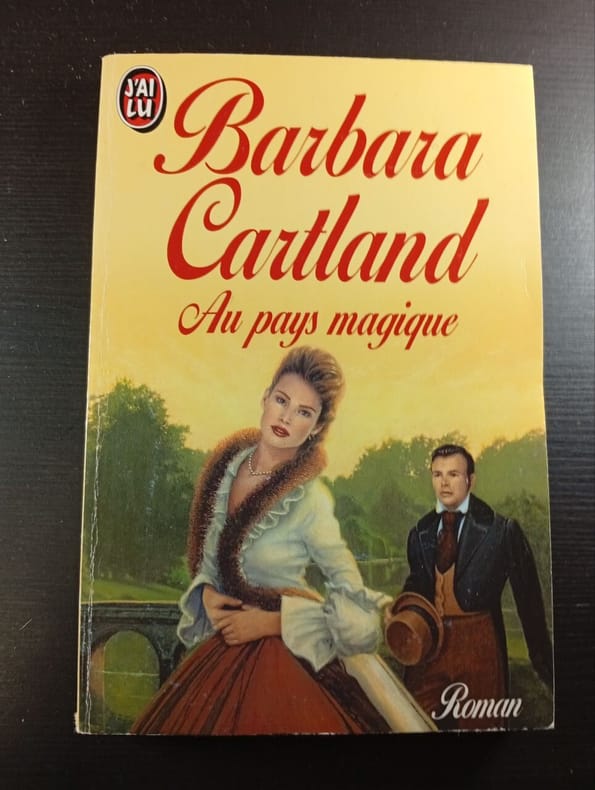 J'AI
LU
Barbara
Cartland
Au pays magique
Roman